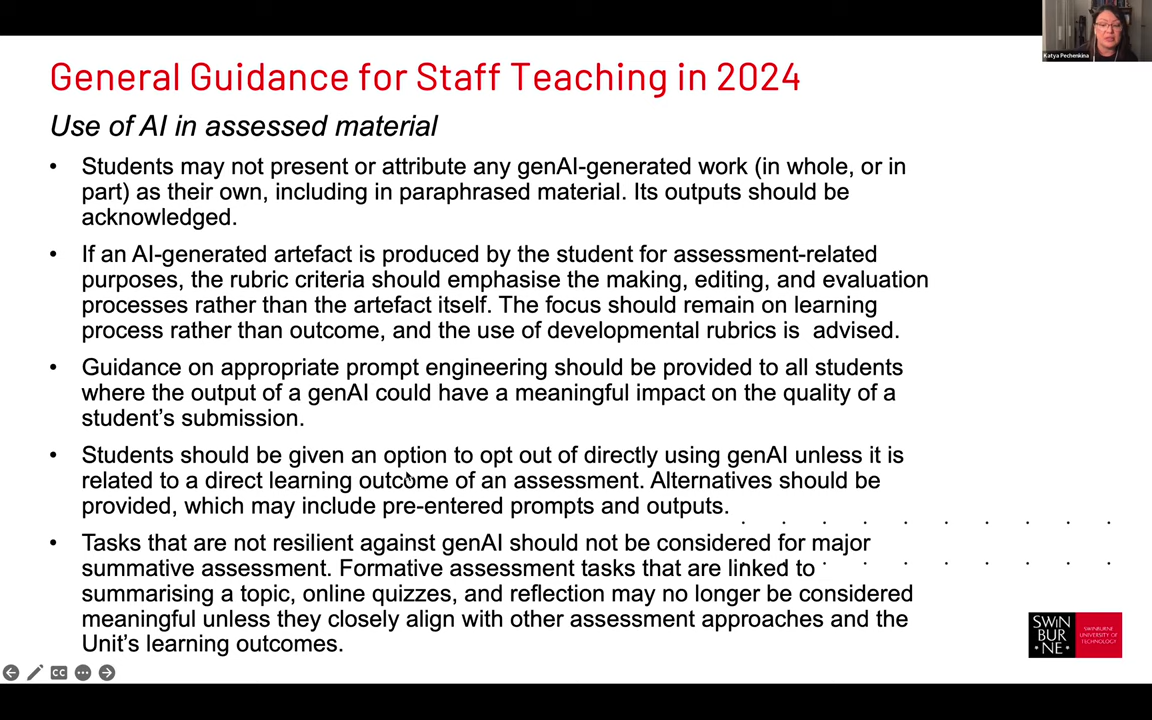 Katya Pechenkina
General Guidance for Staff Teaching in 2024
Use of AI in assessed material
• Students may not present or attribute any genAI-generated work (in whole, or in
part) as their own, including in paraphrased material. Its outputs should be
acknowledged.
• If an AI-generated artefact is produced by the student for assessment-related
purposes, the rubric criteria should emphasise the making, editing, and evaluation
processes rather than the artefact itself. The focus should remain on learning
process rather than outcome, and the use of developmental rubrics is  advised.
• Guidance on appropriate prompt engineering should be provided to all students
where the output of a genAI could have a meaningful impact on the quality of a
student’s submission.
• Students should be given an option to opt out of directly using genAI unless it is
related to a direct learning outcome of an assessment. Alternatives should be
provided, which may include pre-entered prompts and outputs.
• Tasks that are not resilient against genAI should not be considered for major
summative assessment. Formative assessment tasks that are linked to
summarising a topic, online quizzes, and reflection may no longer be considered
meaningful unless they closely align with other assessment approaches and the
Unit’s learning outcomes.
SWIN
BUR
NE
SWINBURNE
UNIVERSITY OF
TECHNOLOGY
CC